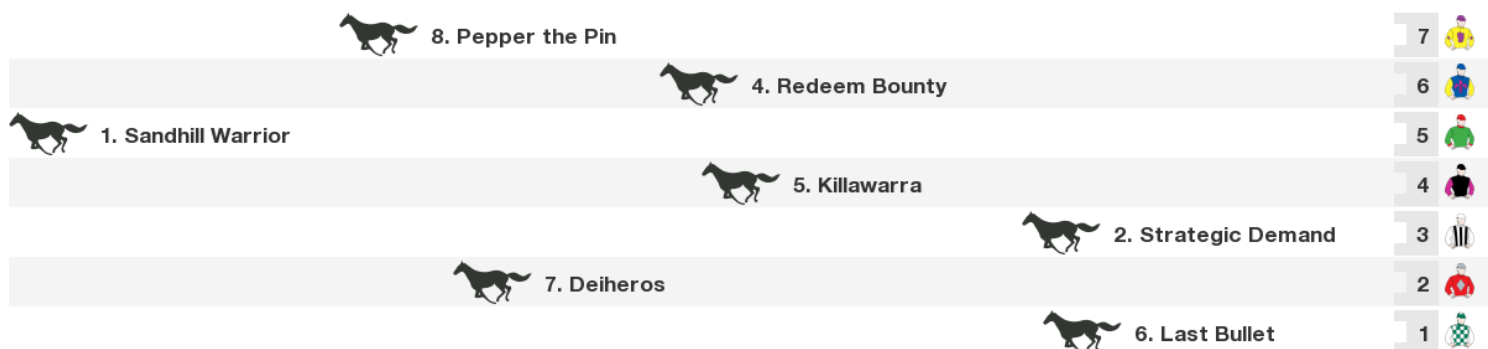 8. Pepper the Pin 7
4. Redeem Bounty 6
1. Sandhill Warrior 5
5. Killawarra 4
2. Strategic Demand 3
7. Deiheros 2
6. Last Bullet 1